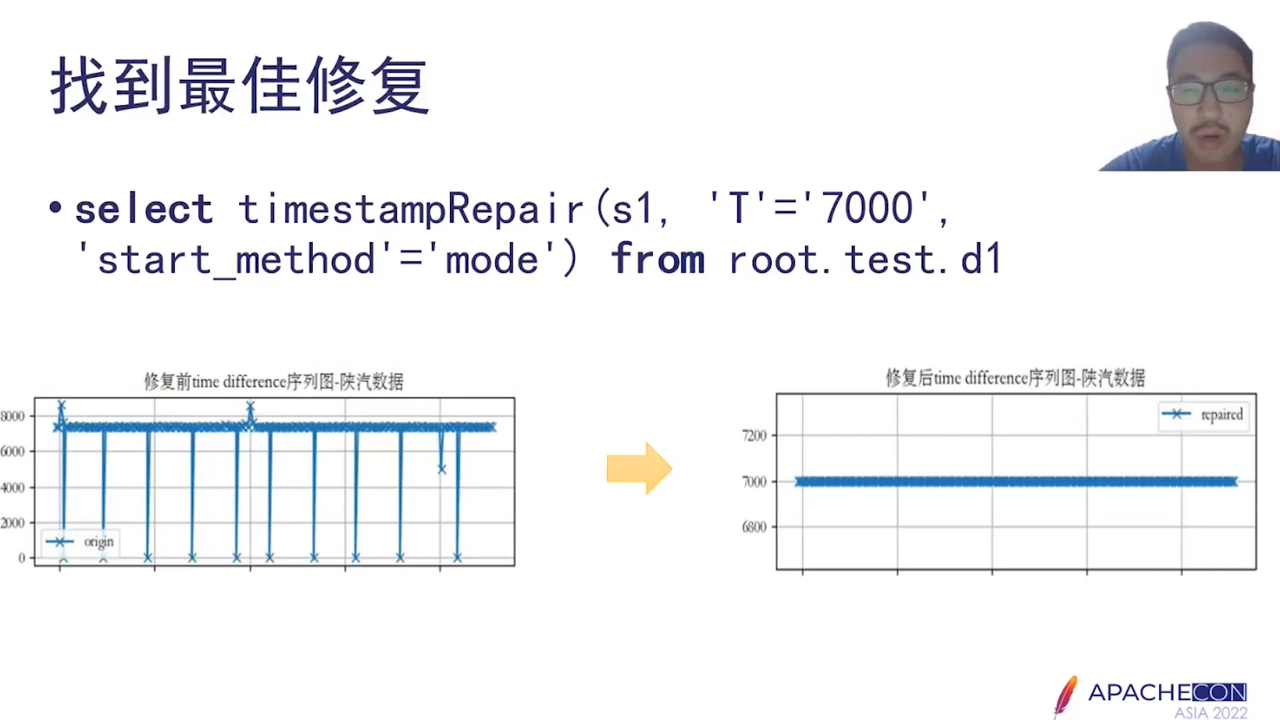 找到最佳修复
• select timestampRepair(s1, 'T'='7000',
'start_method'='mode') from root.test.d1
修复前time difference序列图-陕汽数据
8000
6000
4000
2000
0
origin
修复后time difference序列图-陕汽数据
repaired
7200
7000
6800
APACHECON
ASIA 2022